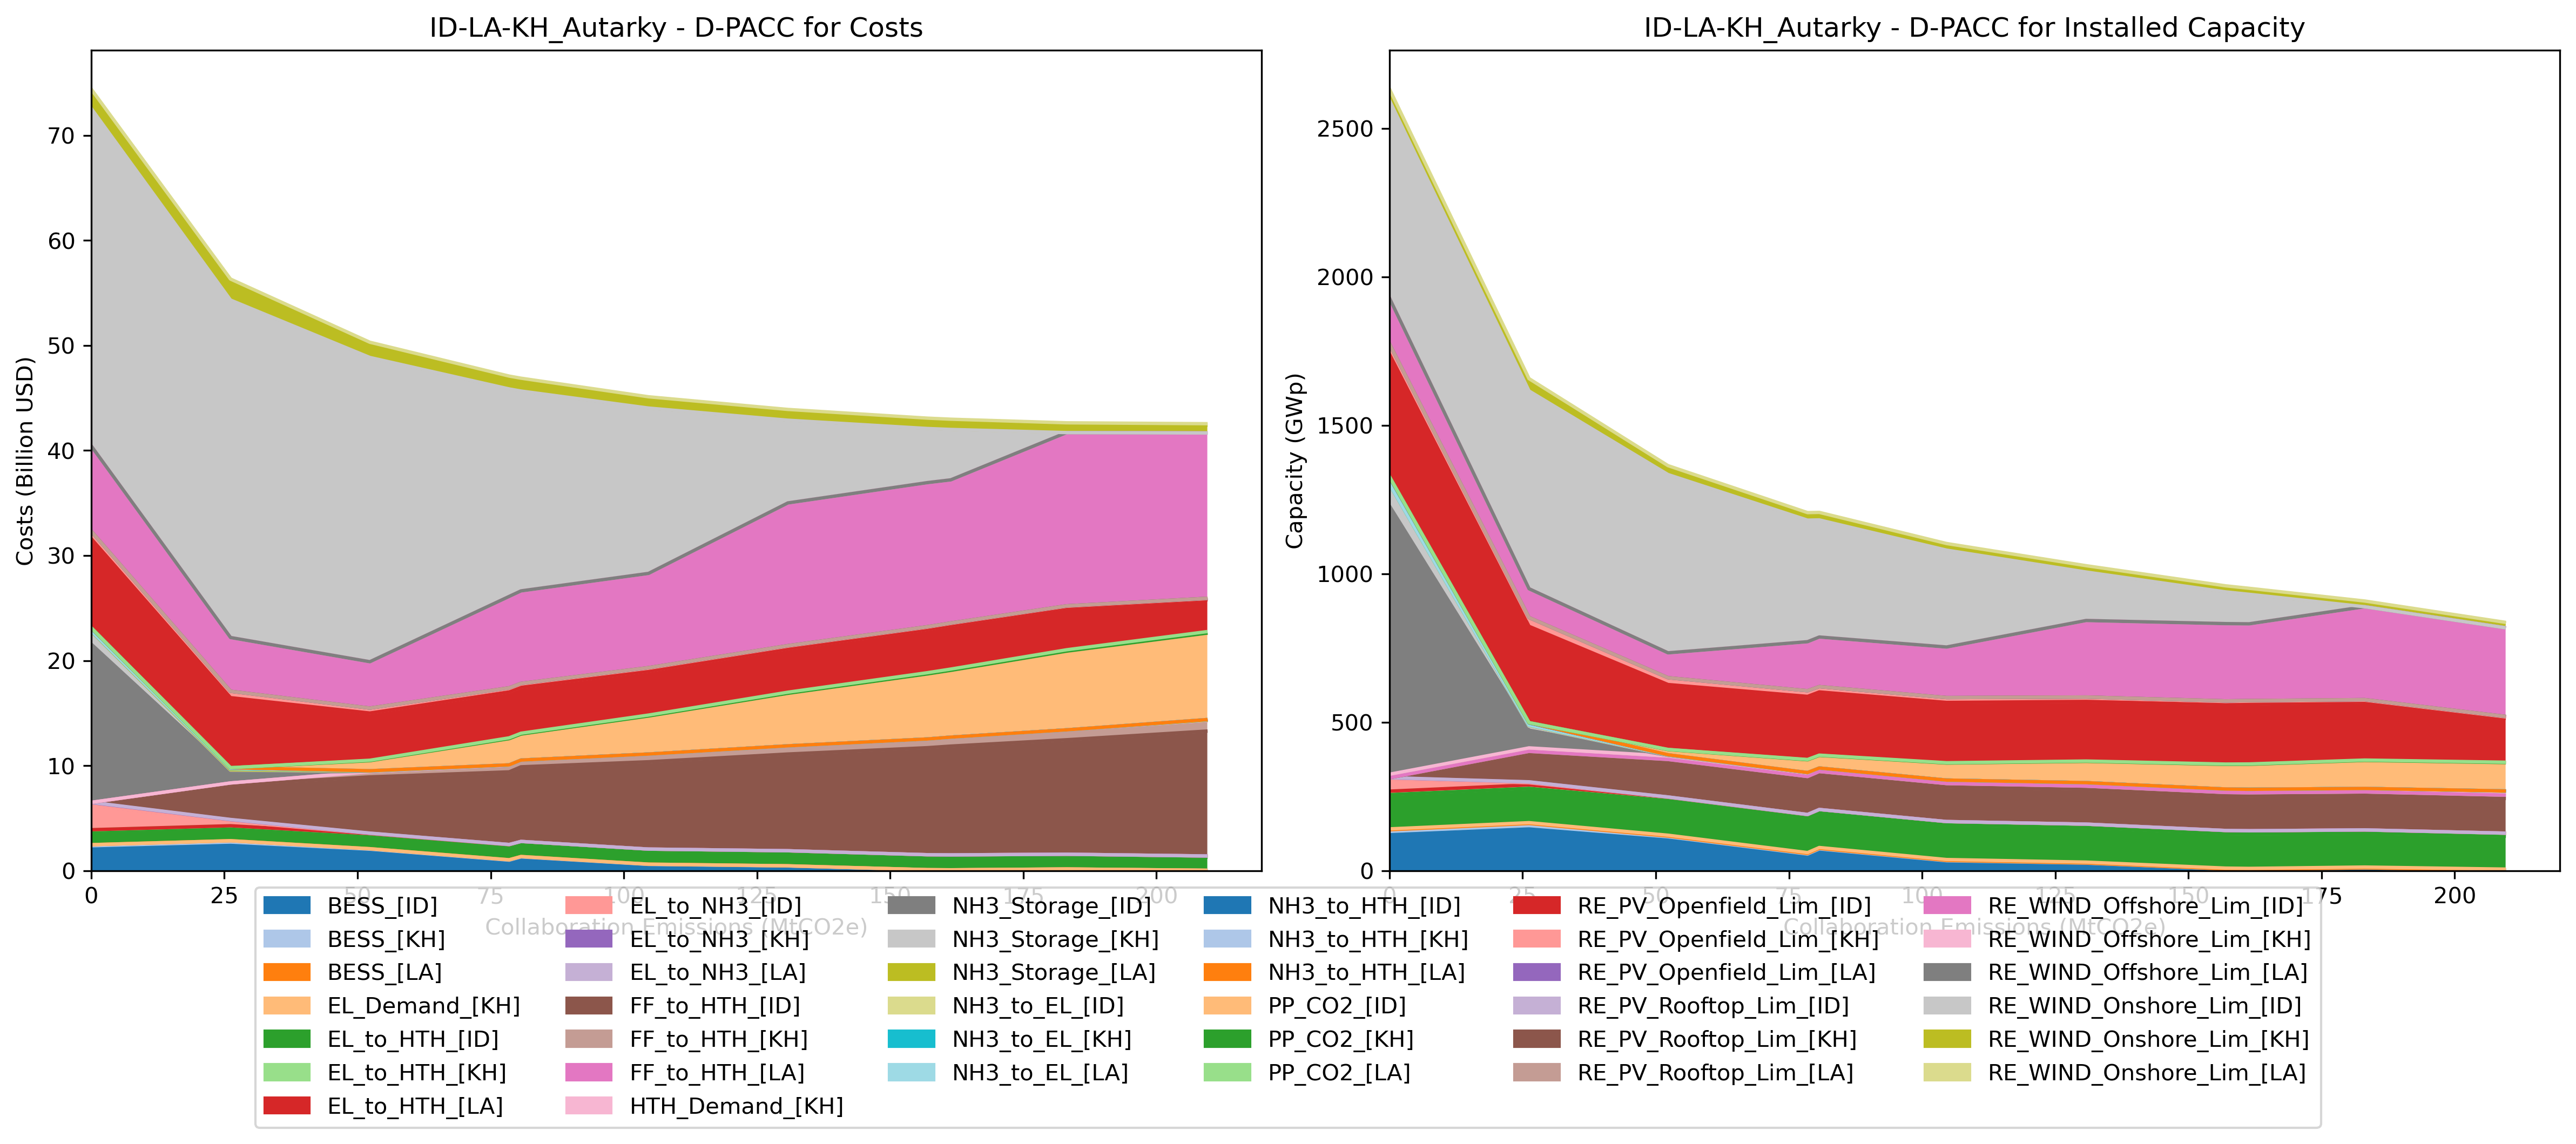 ID-LA-KH_Autarky - D-PACC for Costs
Costs (Billion USD)
70
60
50
40
30
20
10
0
0 25 50 75 100 125 150 175 200
Collaboration Emissions (MtCO2e)
ID-LA-KH_Autarky - D-PACC for Installed Capacity
Capacity (GWp)
2500
2000
1500
1000
500
0
0 25 50 75 100 125 150 175 200
Collaboration Emissions (MtCO2e)
BESS_[ID]
BESS_[KH]
BESS_[LA]
EL_Demand_[KH]
EL_to_HTH_[ID]
EL_to_HTH_[KH]
EL_to_HTH_[LA]
EL_to_NH3_[ID]
EL_to_NH3_[KH]
EL_to_NH3_[LA]
FF_to_HTH_[ID]
FF_to_HTH_[KH]
FF_to_HTH_[LA]
HTH_Demand_[KH]
NH3_Storage_[ID]
NH3_Storage_[KH]
NH3_Storage_[LA]
NH3_to_EL_[ID]
NH3_to_EL_[KH]
NH3_to_EL_[LA]
NH3_to_HTH_[ID]
NH3_to_HTH_[KH]
NH3_to_HTH_[LA]
PP_CO2_[ID]
PP_CO2_[KH]
PP_CO2_[LA]
RE_PV_Openfield_Lim_[ID]
RE_PV_Openfield_Lim_[KH]
RE_PV_Openfield_Lim_[LA]
RE_PV_Rooftop_Lim_[ID]
RE_PV_Rooftop_Lim_[KH]
RE_PV_Rooftop_Lim_[LA]
RE_WIND_Offshore_Lim_[ID]
RE_WIND_Offshore_Lim_[KH]
RE_WIND_Offshore_Lim_[LA]
RE_WIND_Onshore_Lim_[ID]
RE_WIND_Onshore_Lim_[KH]
RE_WIND_Onshore_Lim_[LA]